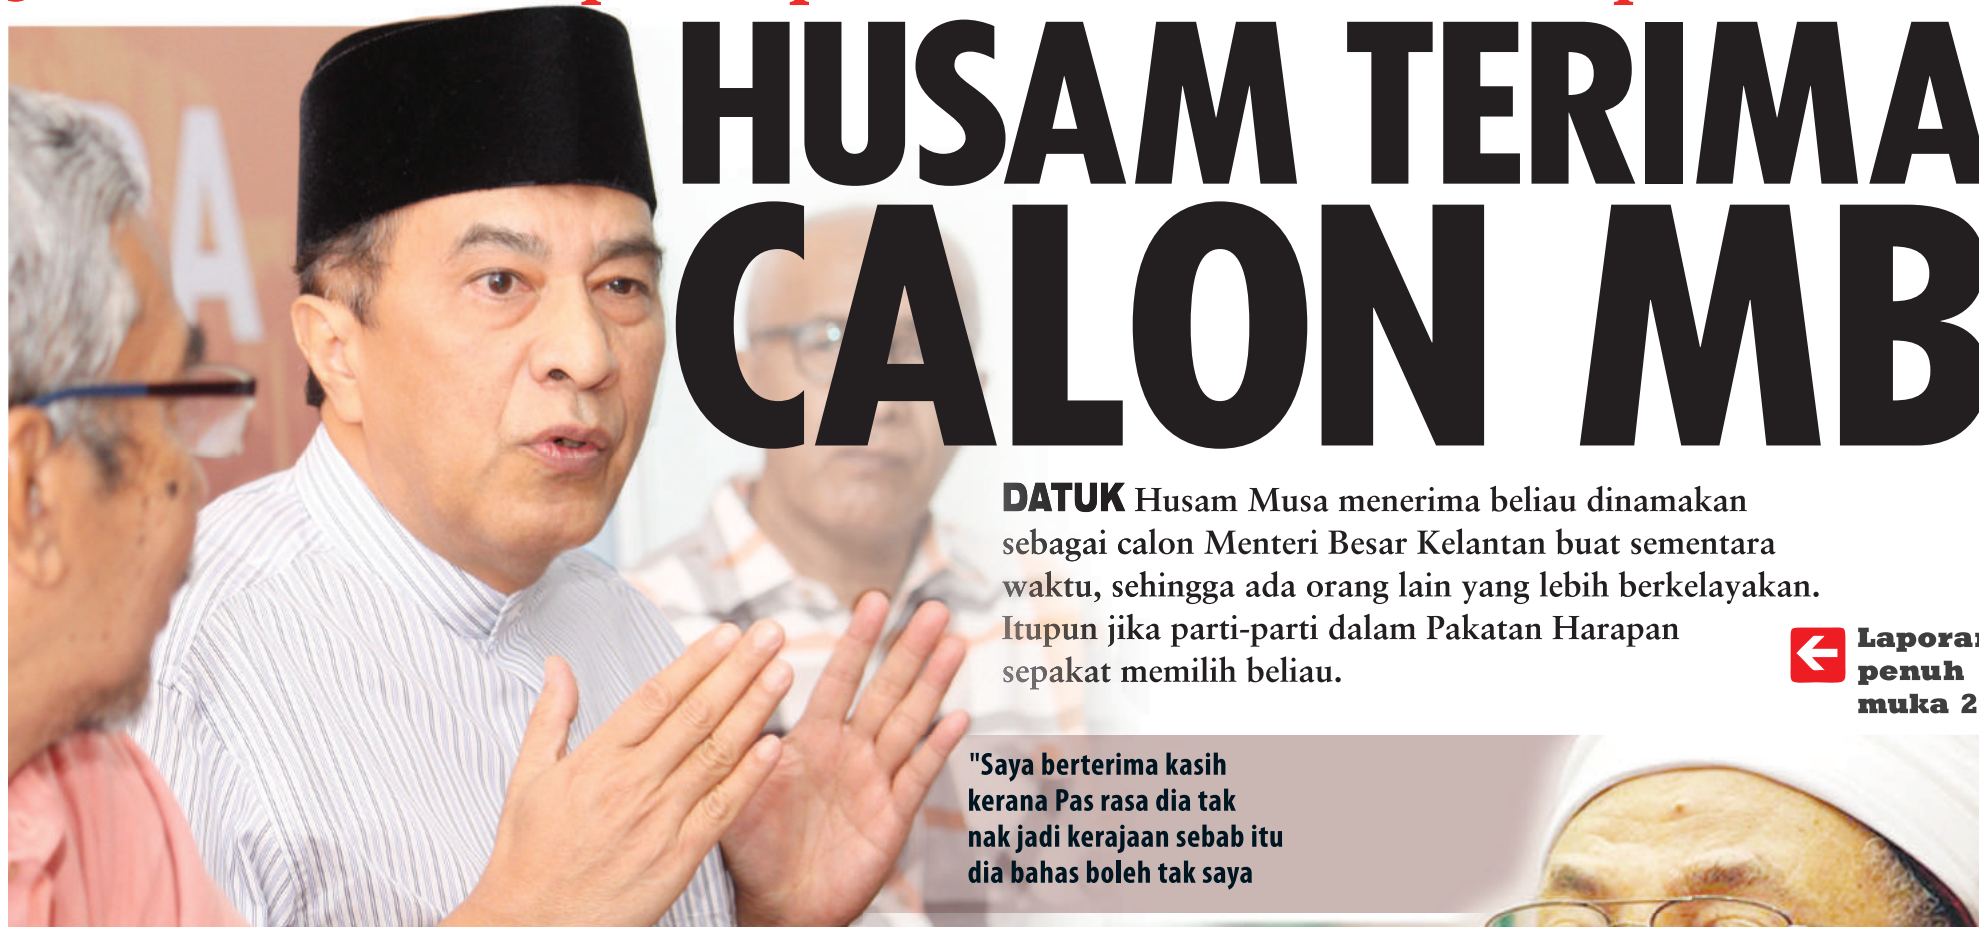 HUSAM TERIMA
CALON MB
DATUK Husam Musa menerima beliau dinamakan
sebagai calon Menteri Besar Kelantan buat sementara
waktu, sehingga ada orang lain yang lebih berkelayakan.
Itupun jika parti-parti dalam Pakatan Harapan
sepakat memilih beliau.
Laporan
penuh
muka 2
"Saya berterima kasih
kerana Pas rasa dia tak
nak jadi kerajaan sebab itu
dia bahas boleh tak saya